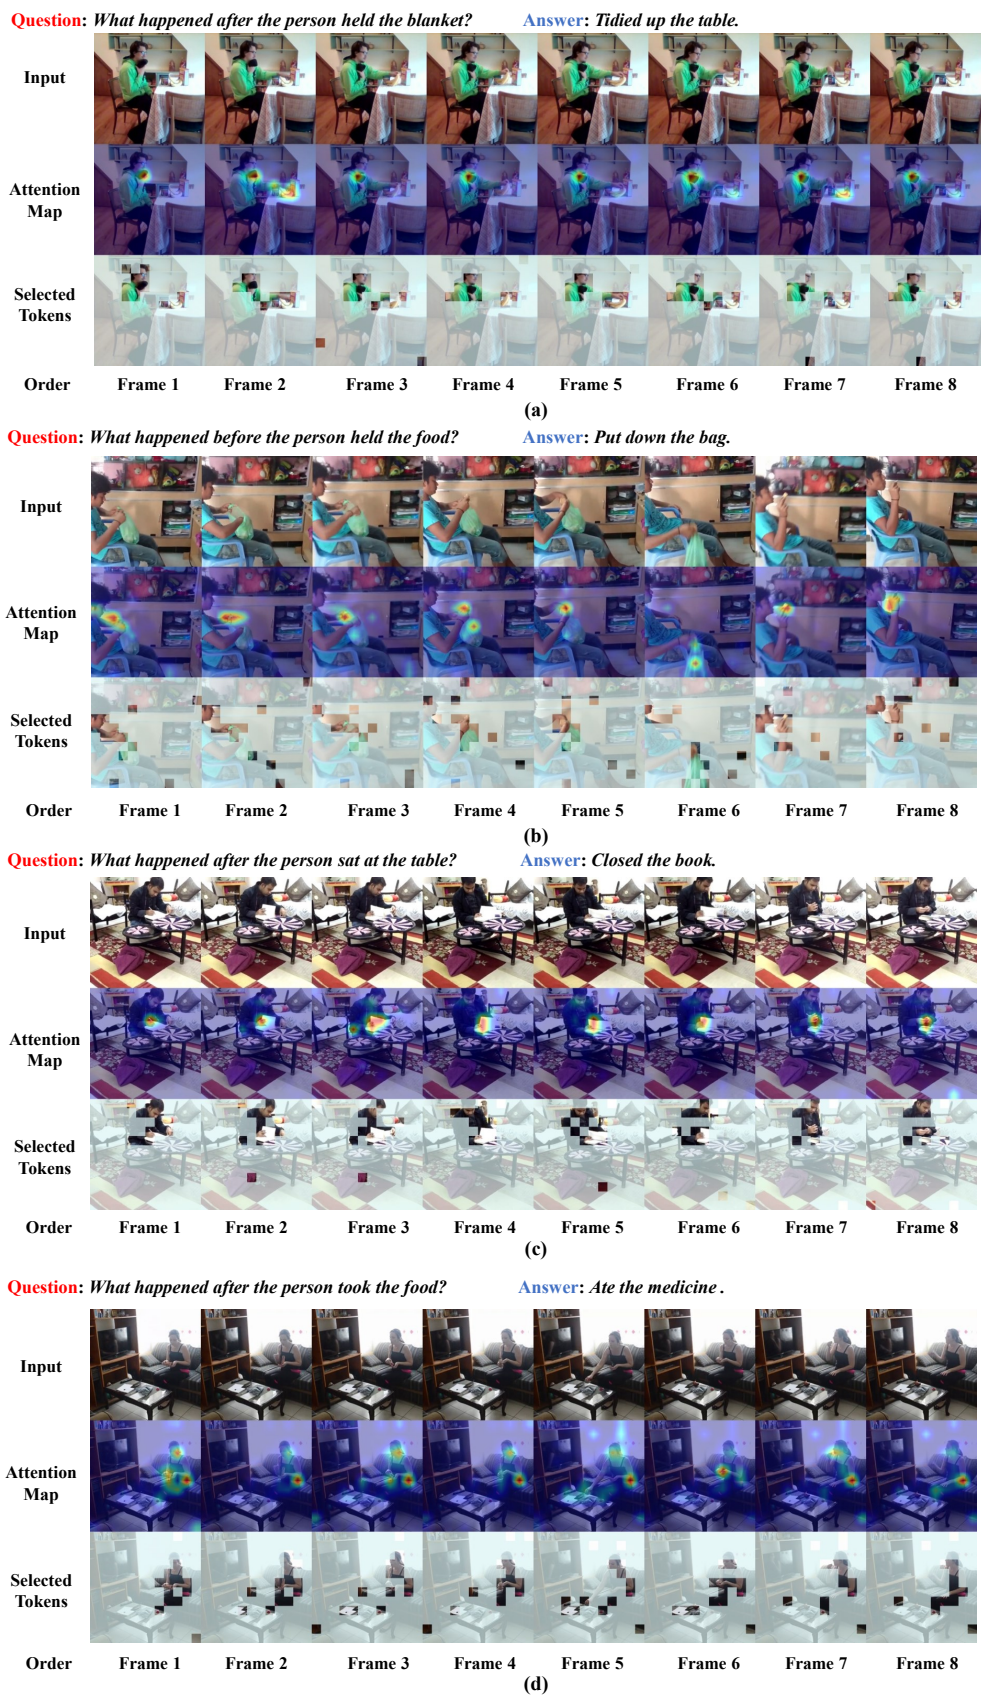 Question: What happened after the person held the blanket? Answer: Tidied up the table.
Input
Attention
Map
Selected
Tokens
Order Frame 1 Frame 2 Frame 3 Frame 4 Frame 5 Frame 6 Frame 7 Frame 8
(a)
Question: What happened before the person held the food? Answer: Put down the bag.
Input
Attention
Map
Selected
Tokens
Order Frame 1 Frame 2 Frame 3 Frame 4 Frame 5 Frame 6 Frame 7 Frame 8
(b)
Question: What happened after the person sat at the table? Answer: Closed the book.
Input
Attention
Map
Selected
Tokens
Order Frame 1 Frame 2 Frame 3 Frame 4 Frame 5 Frame 6 Frame 7 Frame 8
(c)
Question: What happened after the person took the food? Answer: Ate the medicine .
Input
Attention
Map
Selected
Tokens
Order Frame 1 Frame 2 Frame 3 Frame 4 Frame 5 Frame 6 Frame 7 Frame 8
(d)